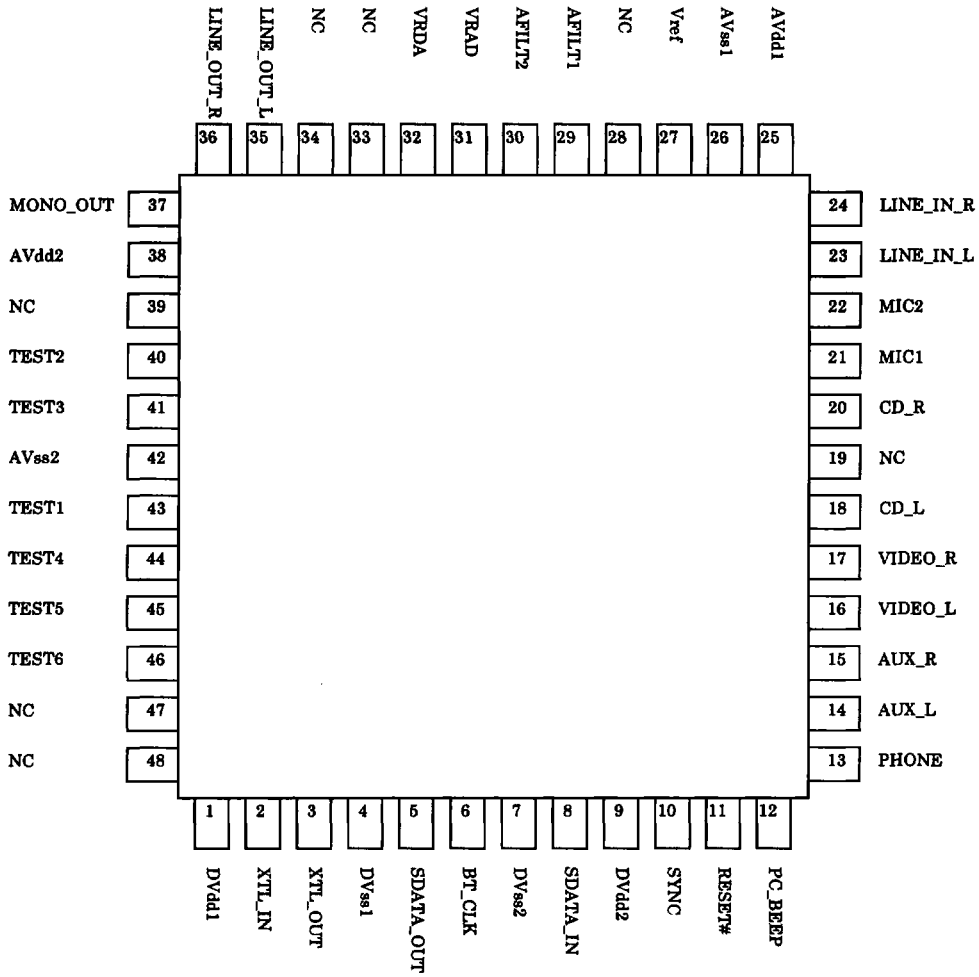 LINE_OUT_R
LINE_OUT_L
NC
NC
VRDA
VRAD
AFILT2
AFILT1
NC
Vref
AVss1
AVdd1
36
35
34
33
32
31
30
29
28
27
26
25
MONO_OUT 37
24 LINE_IN_R
AVdd2 38
23 LINE_IN_L
NC 39
22 MIC2
TEST2 40
21 MIC1
TEST3 41
20 CD_R
AVss2 42
19 NC
TEST1 43
18 CD_L
TEST4 44
17 VIDEO_R
TEST5 45
16 VIDEO_L
TEST6 46
15 AUX_R
NC 47
14 AUX_L
NC 48
13 PHONE
1
2
3
4
5
6
7
8
9
10
11
12
DVdd1
XTL_IN
XTL_OUT
DVss1
SDATA_OUT
BT_CLK
DVss2
SDATA_IN
DVdd2
SYNC
RESET#
PC_BEEP